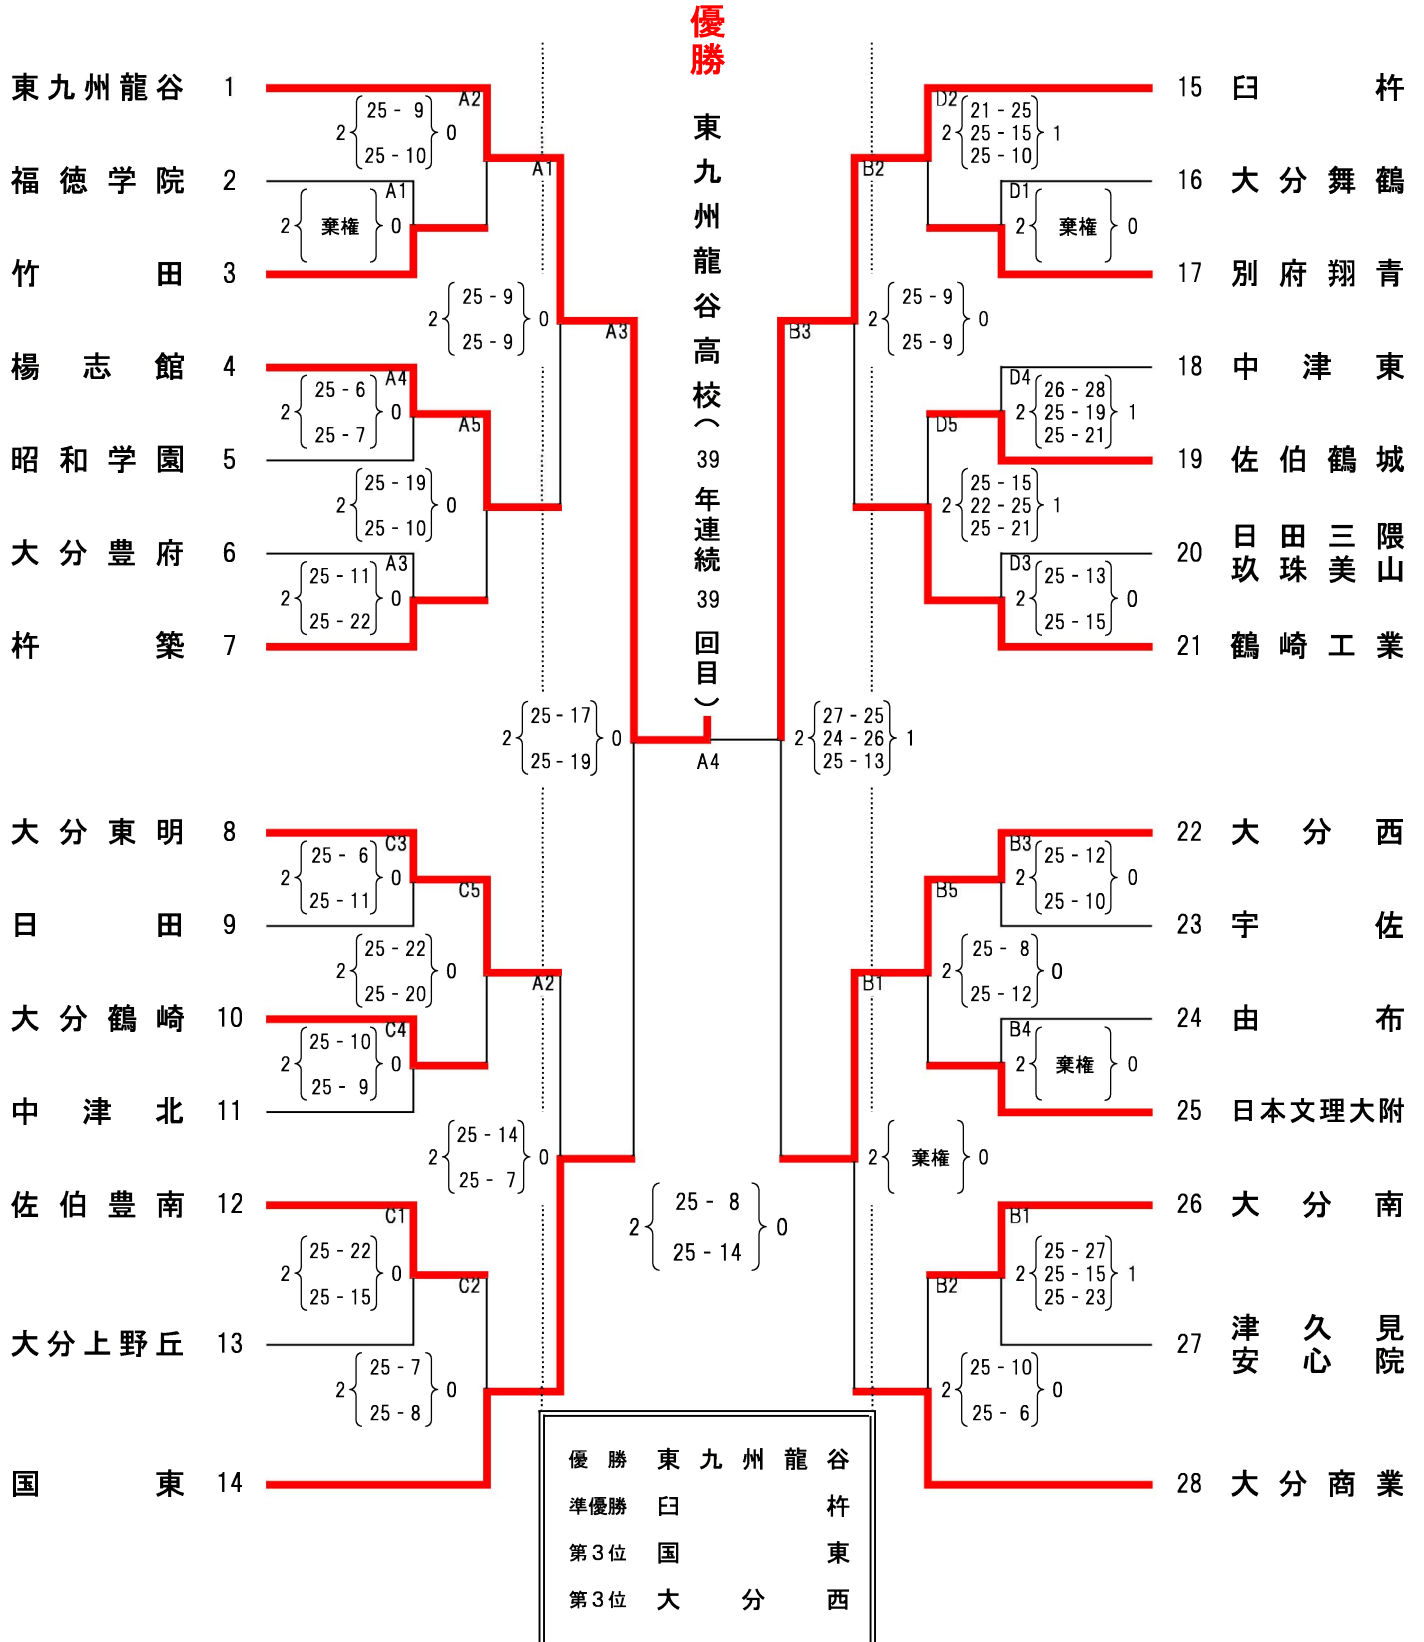 優勝
東九州龍谷高校（39年連続39回目）
東九州龍谷 1
A2
2 25 - 9 0
25 - 10
福徳学院 2
A1
2 棄権 0
竹田 3
A1
2 25 - 9 0
25 - 9
楊志館 4
A4
2 25 - 6 0
25 - 7
昭和学園 5
A5
2 25 - 19 0
25 - 10
大分豊府 6
A3
2 25 - 11 0
25 - 22
杵築 7
A3
2 25 - 17 0
25 - 19
大分東明 8
C3
2 25 - 6 0
25 - 11
日田 9
C5
2 25 - 22 0
25 - 20
大分鶴崎 10
C4
2 25 - 10 0
25 - 9
中津北 11
A2
2 25 - 14 0
25 - 7
佐伯豊南 12
C1
2 25 - 22 0
25 - 15
大分上野丘 13
C2
2 25 - 7 0
25 - 8
国東 14
A4
2 25 - 8 0
25 - 14
15 臼杵
D2
2 21 - 25 1
25 - 15
25 - 10
16 大分舞鶴
D1
2 棄権 0
17 別府翔青
B2
2 25 - 9 0
25 - 9
18 中津東
D4
2 26 - 28 1
25 - 19
25 - 21
19 佐伯鶴城
D5
2 25 - 15 1
22 - 25
25 - 21
20 日田三隈
玖珠美山
D3
2 25 - 13 0
25 - 15
21 鶴崎工業
B3
2 27 - 25 1
24 - 26
25 - 13
22 大分西
B3
2 25 - 12 0
25 - 10
23 宇佐
B5
2 25 - 8 0
25 - 12
24 由布
B4
2 棄権 0
25 日本文理大附
B1
2 棄権 0
26 大分南
B1
2 25 - 27 1
25 - 15
25 - 23
27 津久見
安心院
B2
2 25 - 10 0
25 - 6
28 大分商業
優勝 東九州龍谷
準優勝 臼杵
第3位 国東
第3位 大分西